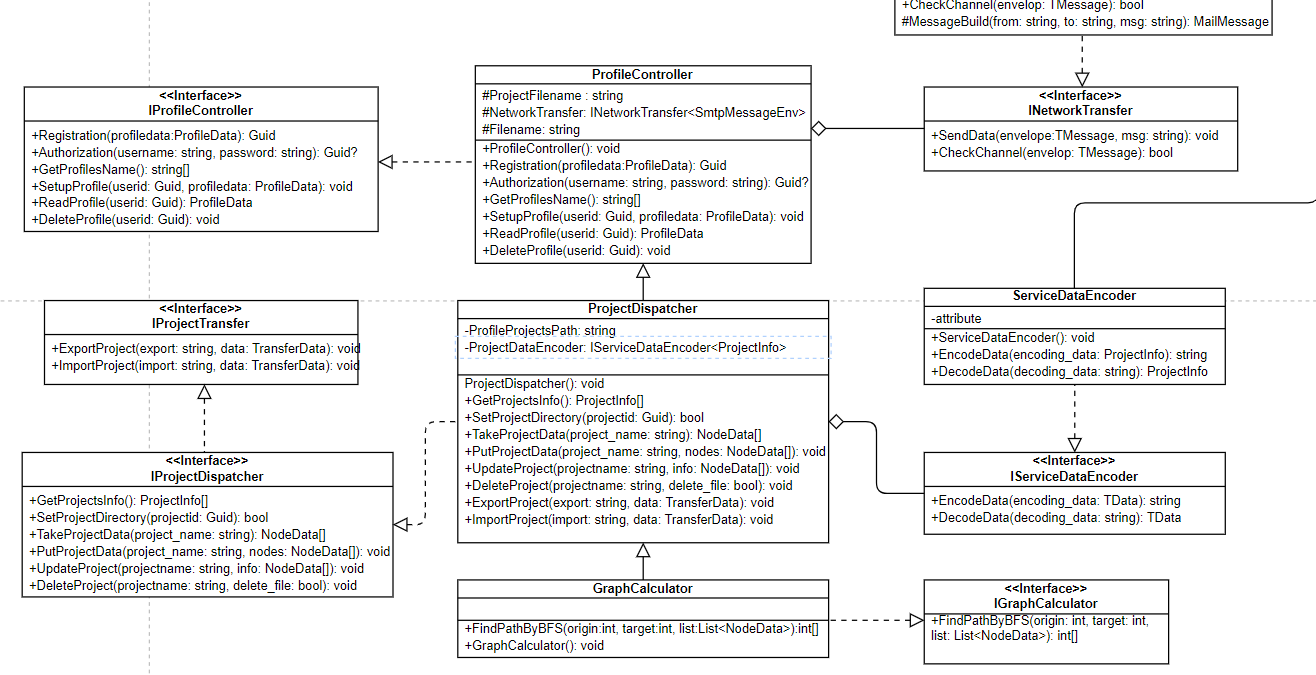 +CheckChannel(envelop: TMessage): bool
#MessageBuild(from: string, to: string, msg: string): MailMessage
<<Interface>>
IProfileController
+Registration(profiledata:ProfileData): Guid
+Authorization(username: string, password: string): Guid?
+GetProfilesName(): string[]
+SetupProfile(userid: Guid, profiledata: ProfileData): void
+ReadProfile(userid: Guid): ProfileData
+DeleteProfile(userid: Guid): void
ProfileController
#ProjectFilename : string
#NetworkTransfer: INetworkTransfer<SmtpMessageEnv>
#Filename: string
+ProfileController(): void
+Registration(profiledata:ProfileData): Guid
+Authorization(username: string, password: string): Guid?
+GetProfilesName(): string[]
+SetupProfile(userid: Guid, profiledata: ProfileData): void
+ReadProfile(userid: Guid): ProfileData
+DeleteProfile(userid: Guid): void
<<Interface>>
INetworkTransfer
+SendData(envelope:TMessage, msg: string): void
+CheckChannel(envelop: TMessage): bool
<<Interface>>
IProjectTransfer
+ExportProject(export: string, data: TransferData): void
+ImportProject(import: string, data: TransferData): void
ProjectDispatcher
-ProfileProjectsPath: string
-ProjectDataEncoder: IServiceDataEncoder<ProjectInfo>
ProjectDispatcher(): void
+GetProjectsInfo(): ProjectInfo[]
+SetProjectDirectory(projectid: Guid): bool
+TakeProjectData(project_name: string): NodeData[]
+PutProjectData(project_name: string, nodes: NodeData[]): void
+UpdateProject(projectname: string, info: NodeData[]): void
+DeleteProject(projectname: string, delete_file: bool): void
+ExportProject(export: string, data: TransferData): void
+ImportProject(import: string, data: TransferData): void
ServiceDataEncoder
-attribute
+ServiceDataEncoder(): void
+EncodeData(encoding_data: ProjectInfo): string
+DecodeData(decoding_data: string): ProjectInfo
<<Interface>>
IProjectDispatcher
+GetProjectsInfo(): ProjectInfo[]
+SetProjectDirectory(projectid: Guid): bool
+TakeProjectData(project_name: string): NodeData[]
+PutProjectData(project_name: string, nodes: NodeData[]): void
+UpdateProject(projectname: string, info: NodeData[]): void
+DeleteProject(projectname: string, delete_file: bool): void
<<Interface>>
IServiceDataEncoder
+EncodeData(encoding_data: TData): string
+DecodeData(decoding_data: string): TData
GraphCalculator
+FindPathByBFS(origin:int, target:int, list:List<NodeData>):int[]
+GraphCalculator(): void
<<Interface>>
IGraphCalculator
+FindPathByBFS(origin: int, target: int,
list: List<NodeData>): int[]